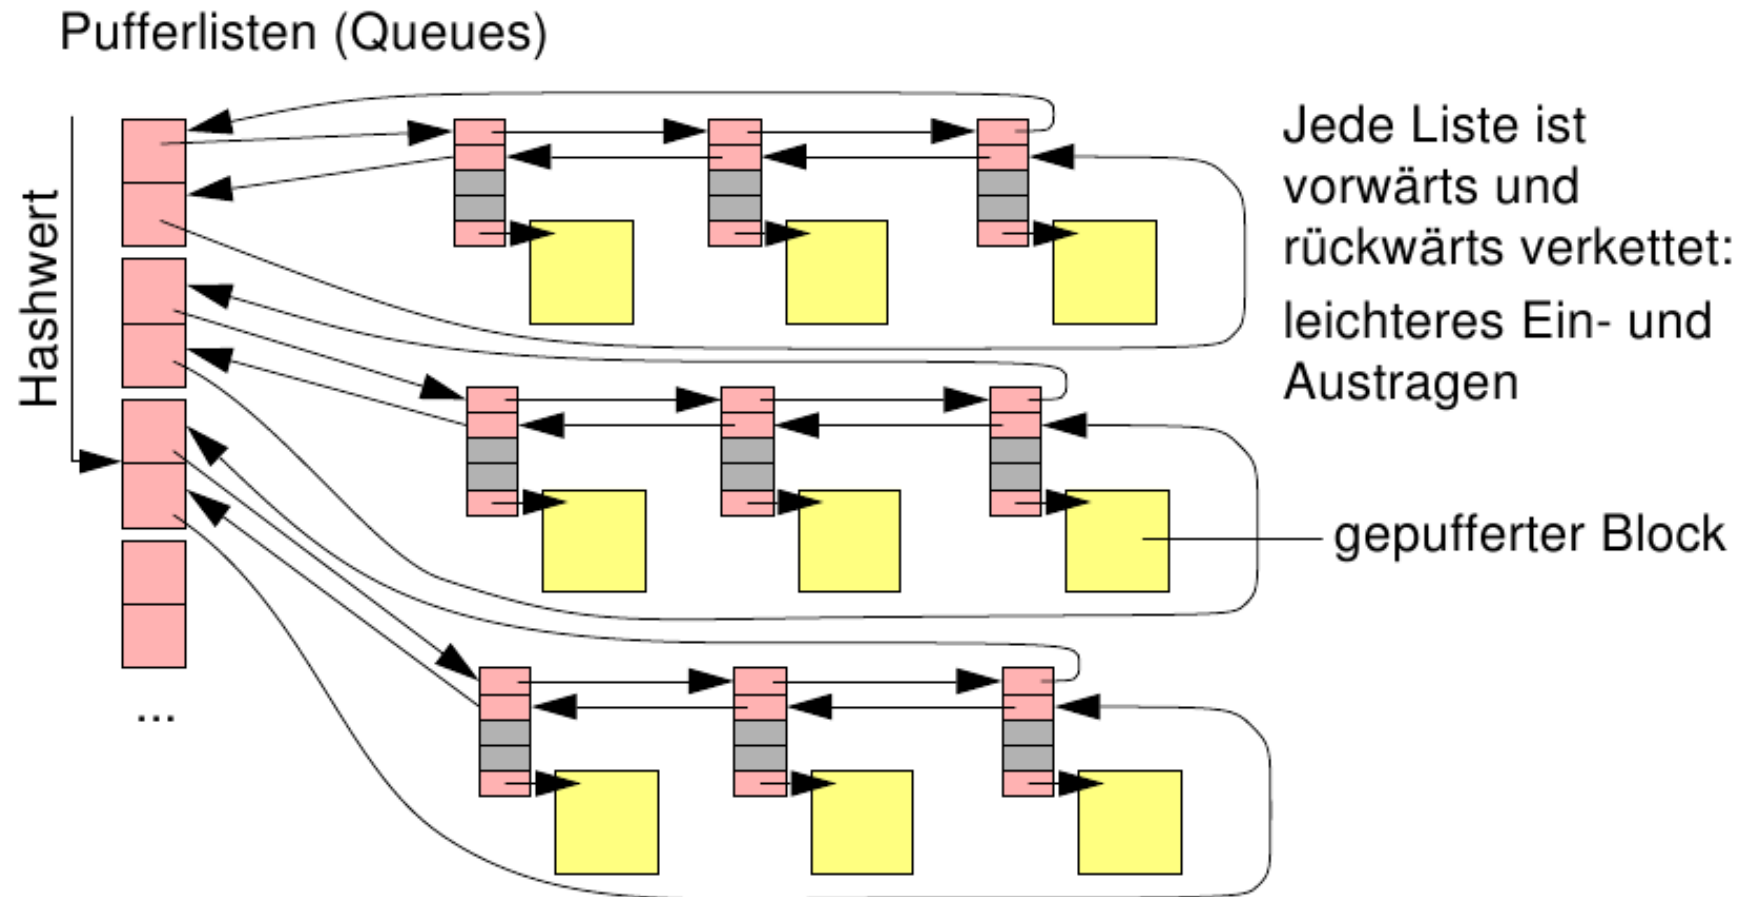 Pufferlisten (Queues)
Hashwert
Jede Liste ist
vorwärts und
rückwärts verkettet:
leichteres Ein- und
Austragen
gepufferter Block
...